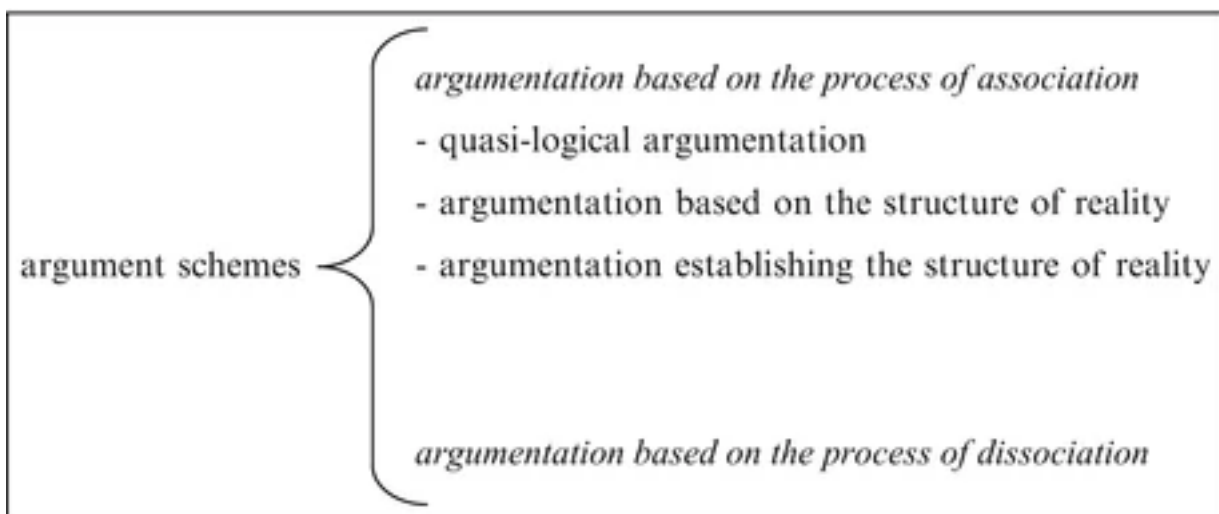 argumentation based on the process of association
- quasi-logical argumentation
- argumentation based on the structure of reality
argument schemes
- argumentation establishing the structure of reality
argumentation based on the process of dissociation